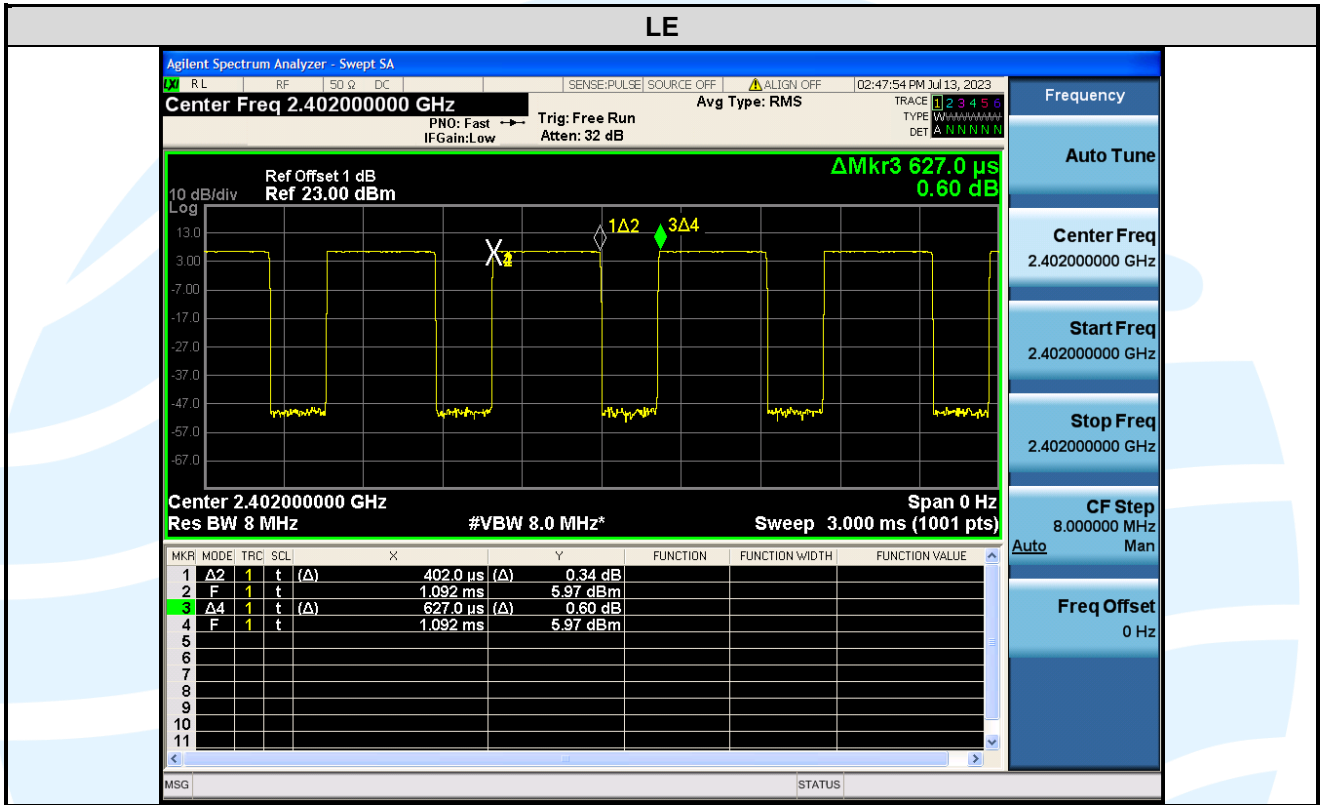 LE
Agilent Spectrum Analyzer - Swept SA
LXI RL RF 50 Ω DC SENSE:PULSE SOURCE OFF ALIGN OFF 02:47:54 PM Jul 13, 2023
Center Freq 2.402000000 GHz
PNO: Fast
IFGain:Low
Trig: Free Run
Atten: 32 dB
Avg Type: RMS
TRACE 1 2 3 4 5 6
TYPE WWWWWW
DET A N N N N N
Ref Offset 1 dB
10 dB/div Ref 23.00 dBm
Log
ΔMkr3 627.0 µs
0.60 dB
13.0
3.00
-7.00
-17.0
-27.0
-37.0
-47.0
-57.0
-67.0
X
1Δ2
3Δ4
Center 2.402000000 GHz Span 0 Hz
Res BW 8 MHz #VBW 8.0 MHz* Sweep 3.000 ms (1001 pts)
MKR MODE TRC SCL X Y FUNCTION FUNCTION WIDTH FUNCTION VALUE
1 Δ2 1 t (Δ) 402.0 µs (Δ) 0.34 dB
2 F 1 t 1.092 ms 5.97 dBm
3 Δ4 1 t (Δ) 627.0 µs (Δ) 0.60 dB
4 F 1 t 1.092 ms 5.97 dBm
5
6
7
8
9
10
11
MSG STATUS
Frequency
Auto Tune
Center Freq
2.402000000 GHz
Start Freq
2.402000000 GHz
Stop Freq
2.402000000 GHz
CF Step
8.000000 MHz
Auto Man
Freq Offset
0 Hz